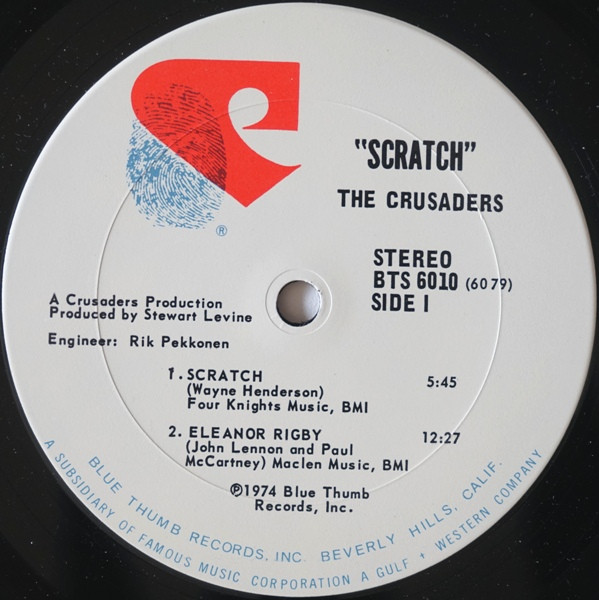 ®
"SCRATCH"
THE CRUSADERS
STEREO
BTS 6010 (6079)
SIDE 1
A Crusaders Production
Produced by Stewart Levine
Engineer: Rik Pekkonen
1. SCRATCH 5:45
(Wayne Henderson)
Four Knights Music, BMI
2. ELEANOR RIGBY 12:27
(John Lennon and Paul
McCartney) Maclen Music, BMI
℗1974 Blue Thumb
Records, Inc.
BLUE THUMB RECORDS, INC. BEVERLY HILLS, CALIF.
A SUBSIDIARY OF FAMOUS MUSIC CORPORATION A GULF + WESTERN COMPANY